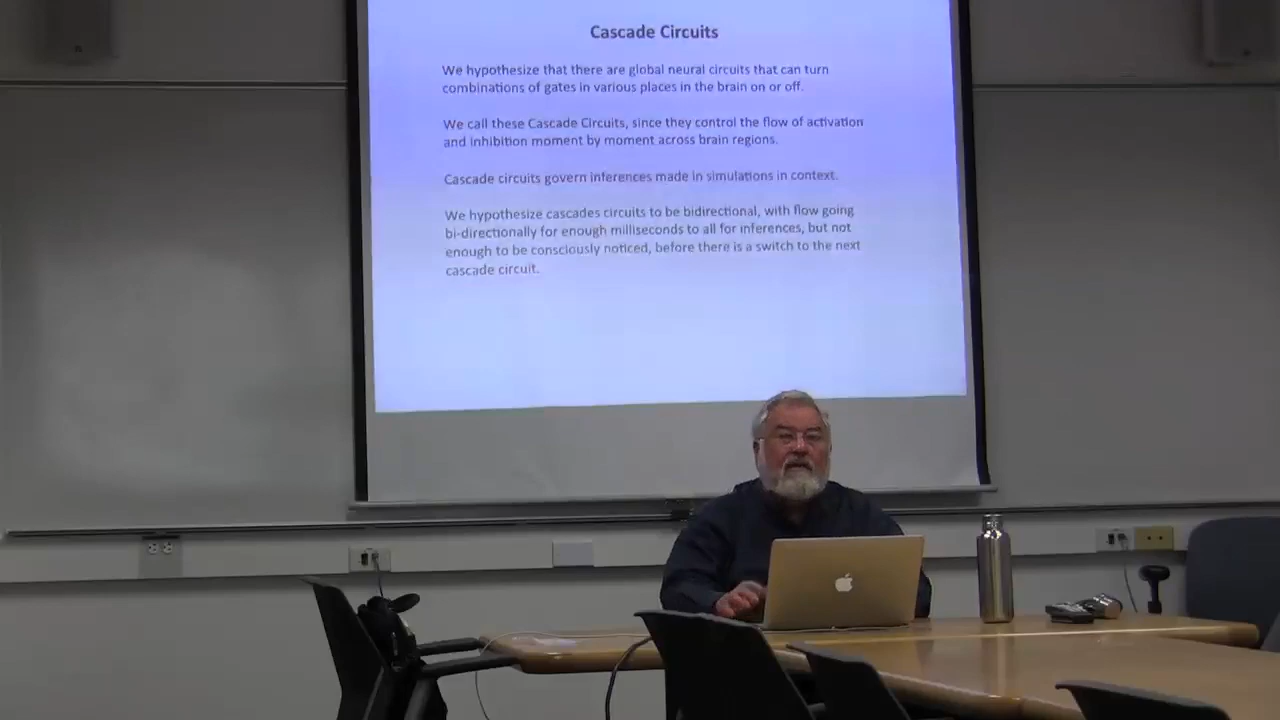 Cascade Circuits
We hypothesize that there are global neural circuits that can turn
combinations of gates in various places in the brain on or off.
We call these Cascade Circuits, since they control the flow of activation
and inhibition moment by moment across brain regions.
Cascade circuits govern inferences made in simulations in context.
We hypothesize cascades circuits to be bidirectional, with flow going
bi-directionally for enough milliseconds to all for inferences, but not
enough to be consciously noticed, before there is a switch to the next
cascade circuit.